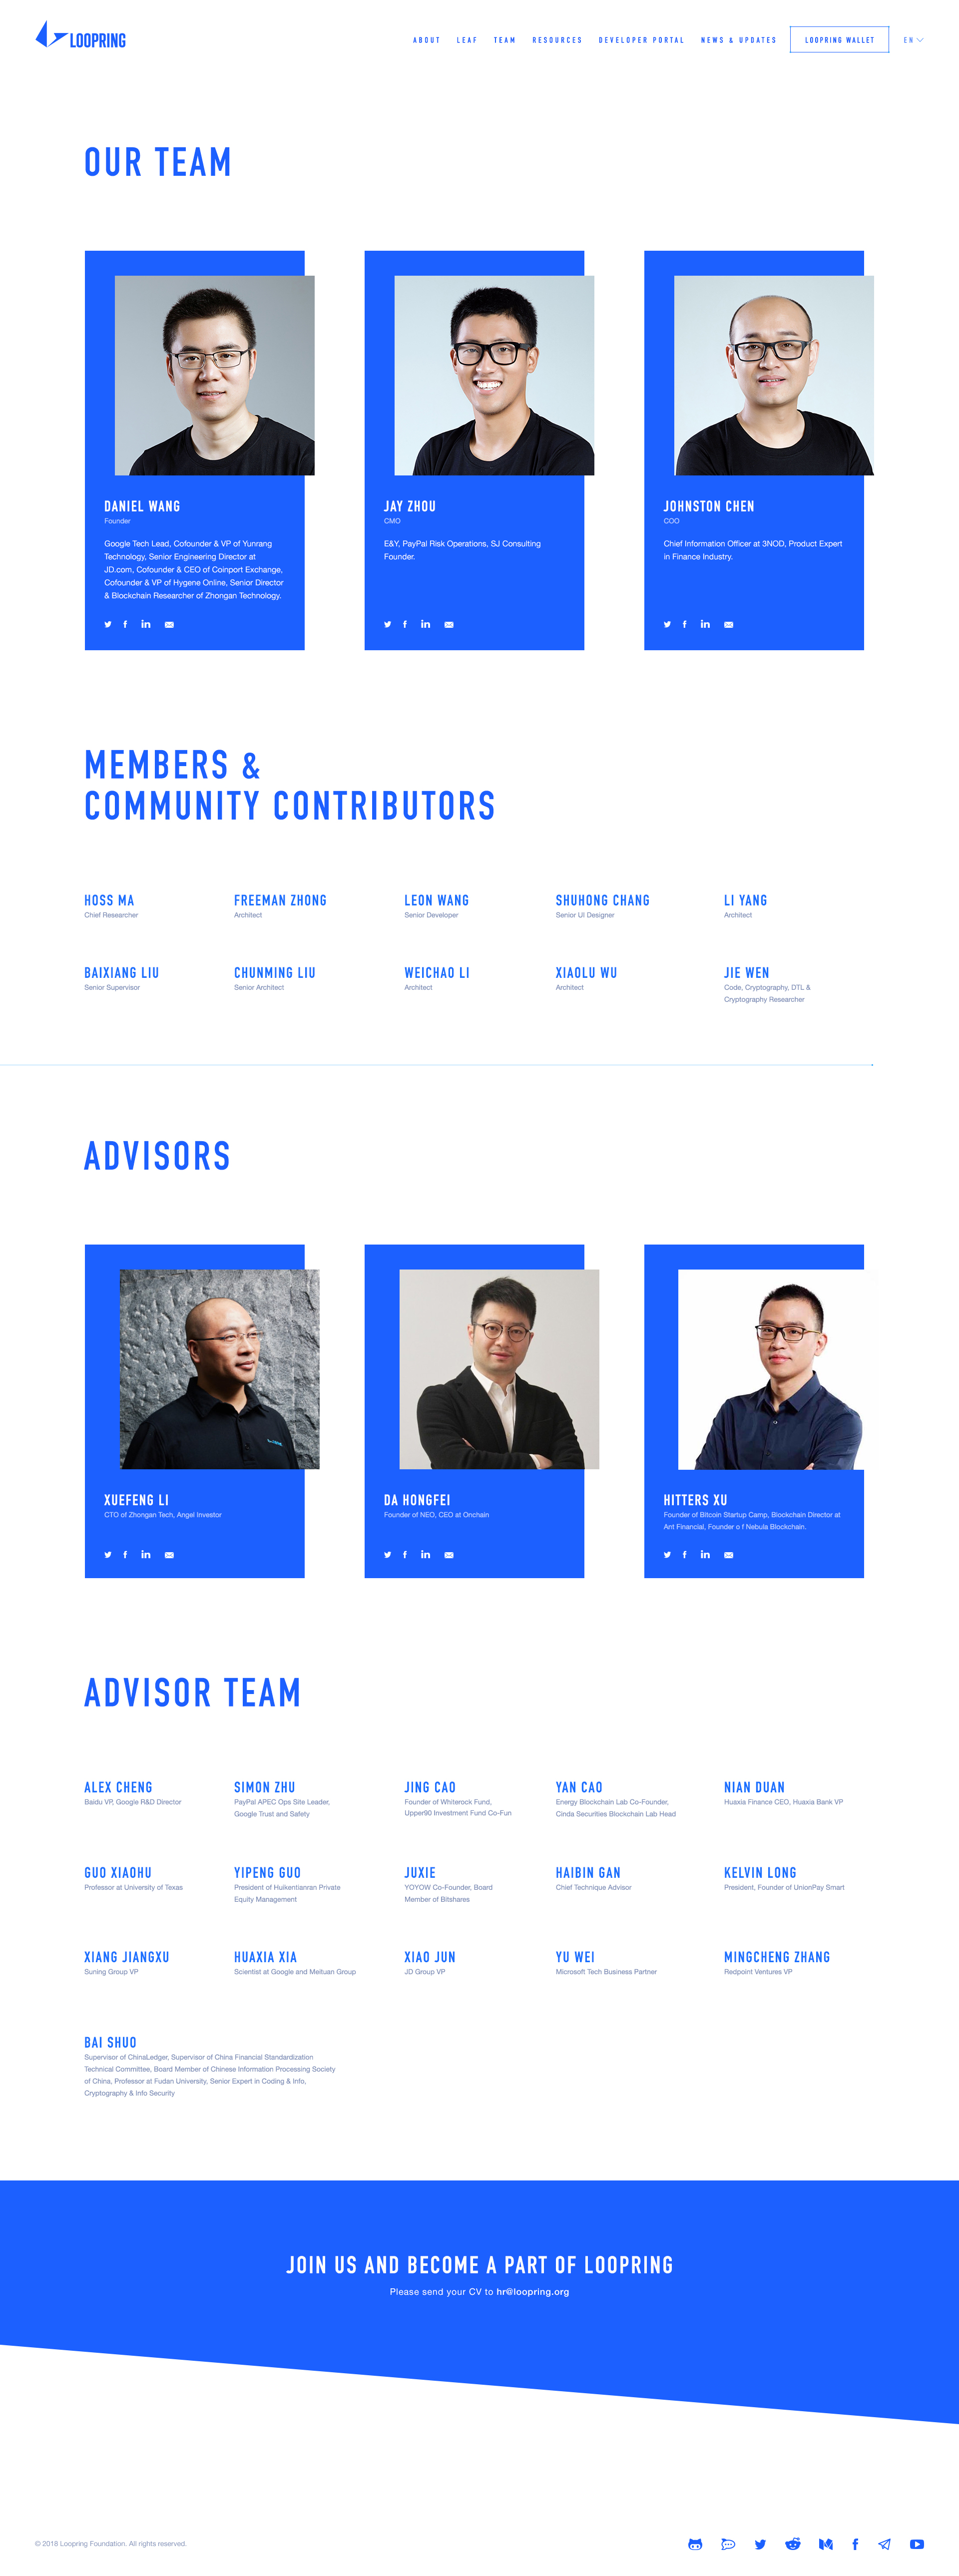 LOOPRING
ABOUT LEAF TEAM RESOURCES DEVELOPER PORTAL NEWS & UPDATES LOOPRING WALLET EN
OUR TEAM
DANIEL WANG
Founder
Google Tech Lead, Cofounder & VP of Yunrang
Technology, Senior Engineering Director at
JD.com, Cofounder & CEO of Coinport Exchange,
Cofounder & VP of Hygene Online, Senior Director
& Blockchain Researcher of Zhongan Technology.
JAY ZHOU
CMO
E&Y, PayPal Risk Operations, SJ Consulting
Founder.
JOHNSTON CHEN
COO
Chief Information Officer at 3NOD, Product Expert
in Finance Industry.
MEMBERS &
COMMUNITY CONTRIBUTORS
HOSS MA
Chief Researcher
FREEMAN ZHONG
Architect
LEON WANG
Senior Developer
SHUHONG CHANG
Senior UI Designer
LI YANG
Architect
BAIXIANG LIU
Senior Supervisor
CHUNMING LIU
Senior Architect
WEICHAO LI
Architect
XIAOLU WU
Architect
JIE WEN
Code, Cryptography, DTL &
Cryptography Researcher
ADVISORS
XUEFENG LI
CTO of Zhongan Tech, Angel Investor
DA HONGFEI
Founder of NEO, CEO at Onchain
HITTERS XU
Founder of Bitcoin Startup Camp, Blockchain Director at
Ant Financial, Founder o f Nebula Blockchain.
ADVISOR TEAM
ALEX CHENG
Baidu VP, Google R&D Director
SIMON ZHU
PayPal APEC Ops Site Leader,
Google Trust and Safety
JING CAO
Founder of Whiterock Fund,
Upper90 Investment Fund Co-Fun
YAN CAO
Energy Blockchain Lab Co-Founder,
Cinda Securities Blockchain Lab Head
NIAN DUAN
Huaxia Finance CEO, Huaxia Bank VP
GUO XIAOHU
Professor at University of Texas
YIPENG GUO
President of Huikentianran Private
Equity Management
JUXIE
YOYOW Co-Founder, Board
Member of Bitshares
HAIBIN GAN
Chief Technique Advisor
KELVIN LONG
President, Founder of UnionPay Smart
XIANG JIANGXU
Suning Group VP
HUAXIA XIA
Scientist at Google and Meituan Group
XIAO JUN
JD Group VP
YU WEI
Microsoft Tech Business Partner
MINGCHENG ZHANG
Redpoint Ventures VP
BAI SHUO
Supervisor of ChinaLedger, Supervisor of China Financial Standardization
Technical Committee, Board Member of Chinese Information Processing Society
of China, Professor at Fudan University, Senior Expert in Coding & Info,
Cryptography & Info Security
JOIN US AND BECOME A PART OF LOOPRING
Please send your CV to hr@loopring.org
© 2018 Loopring Foundation. All rights reserved.